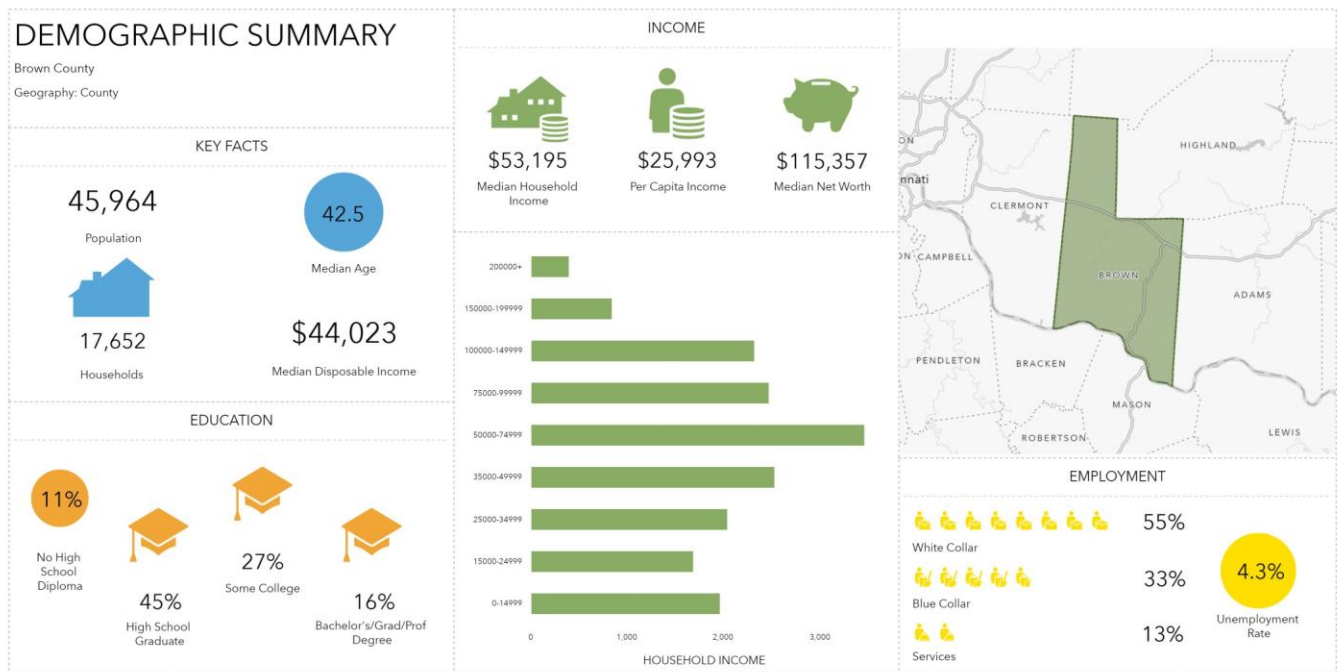 DEMOGRAPHIC SUMMARY
Brown County
Geography: County
KEY FACTS
45,964
Population
42.5
Median Age
17,652
Households
$44,023
Median Disposable Income
EDUCATION
11%
No High
School
Diploma
45%
High School
Graduate
27%
Some College
16%
Bachelor's/Grad/Prof
Degree
INCOME
$53,195
Median Household
Income
$25,993
Per Capita Income
$115,357
Median Net Worth
200000+
150000-199999
100000-149999
75000-99999
50000-74999
35000-49999
25000-34999
15000-24999
0-14999
0 1,000 2,000 3,000
HOUSEHOLD INCOME
HIGHLAND
ON
nnati
CLERMONT
ON CAMPBELL
BROWN
ADAMS
PENDLETON
BRACKEN
MASON
ROBERTSON
LEWIS
EMPLOYMENT
55%
White Collar
33%
Blue Collar
13%
Services
4.3%
Unemployment
Rate